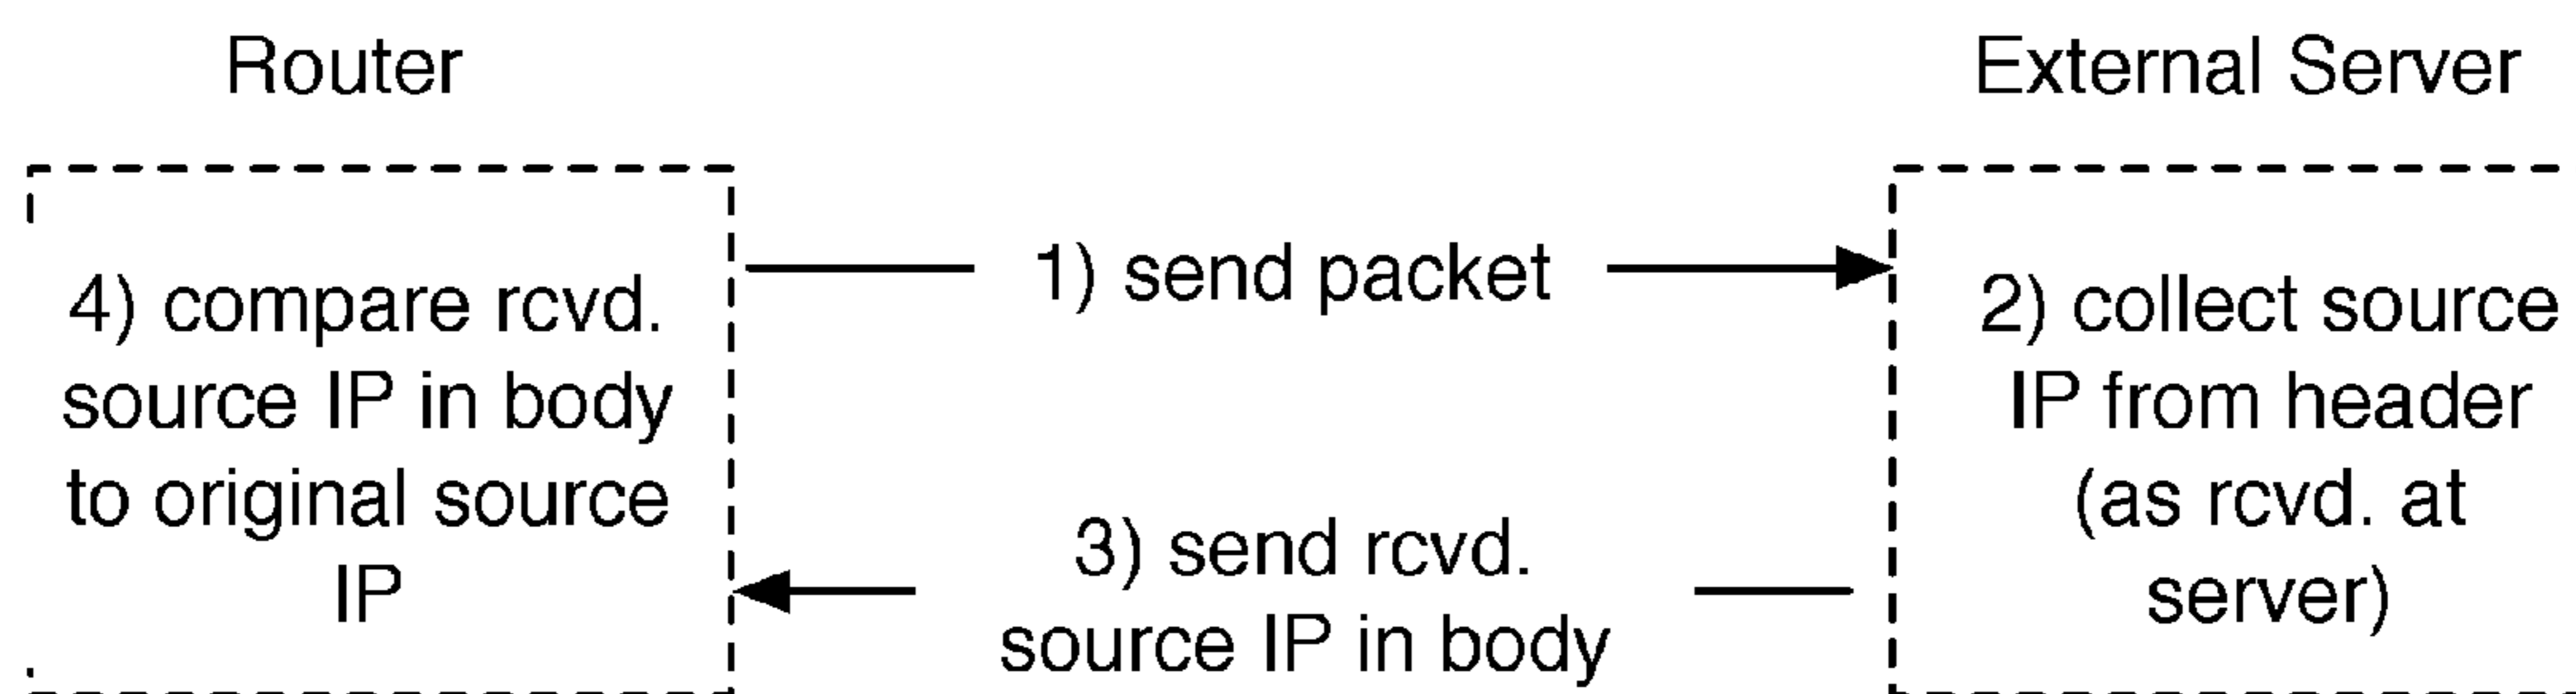 Router
External Server
4) compare rcvd.
source IP in body
to original source
IP
1) send packet
2) collect source
IP from header
(as rcvd. at
server)
3) send rcvd.
source IP in body